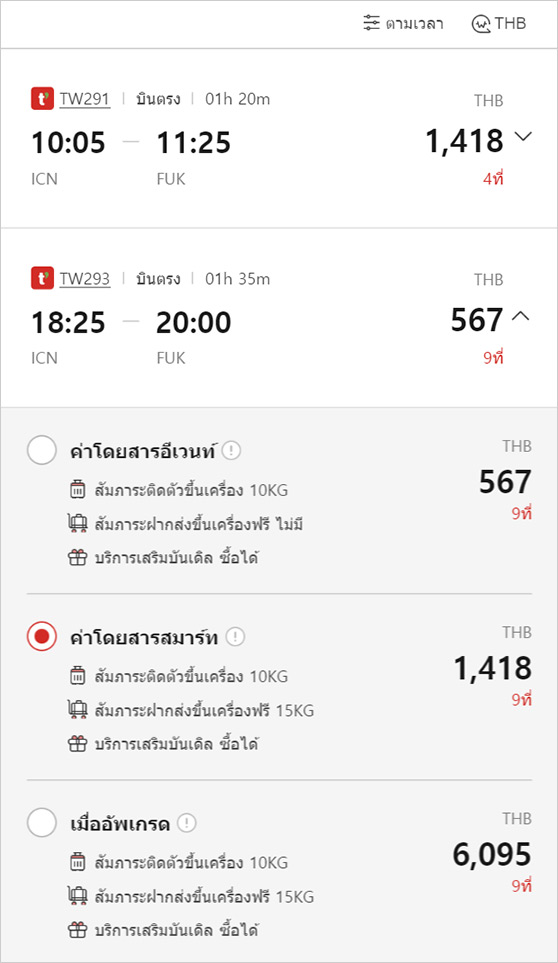 ตามเวลา THB
TW291 บินตรง 01h 20m THB
10:05 — 11:25 1,418
ICN FUK 4ที่
TW293 บินตรง 01h 35m THB
18:25 — 20:00 567
ICN FUK 9ที่
ค่าโดยสารอีเวนท์ THB
567
สัมภาระติดตัวขึ้นเครื่อง 10KG
9ที่
สัมภาระฝากส่งขึ้นเครื่องฟรี ไม่มี
บริการเสริมบันเดิล ซื้อได้
ค่าโดยสารสมาร์ท THB
1,418
สัมภาระติดตัวขึ้นเครื่อง 10KG
9ที่
สัมภาระฝากส่งขึ้นเครื่องฟรี 15KG
บริการเสริมบันเดิล ซื้อได้
เมื่ออัพเกรด THB
6,095
สัมภาระติดตัวขึ้นเครื่อง 10KG
9ที่
สัมภาระฝากส่งขึ้นเครื่องฟรี 15KG
บริการเสริมบันเดิล ซื้อได้